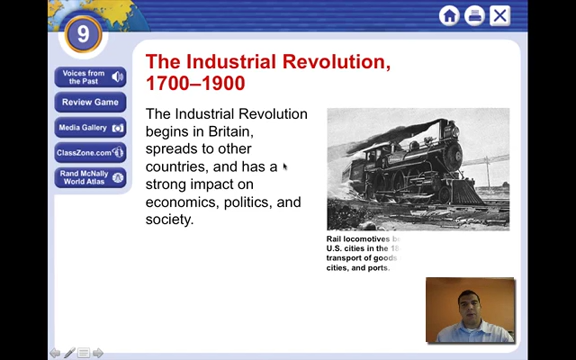 9
Voices from
the Past
Review Game
Media Gallery
ClassZone.com
Rand McNally
World Atlas
The Industrial Revolution,
1700–1900
The Industrial Revolution
begins in Britain,
spreads to other
countries, and has a
strong impact on
economics, politics, and
society.
Rail locomotives
U.S. cities in the
transport of goods
cities, and ports.